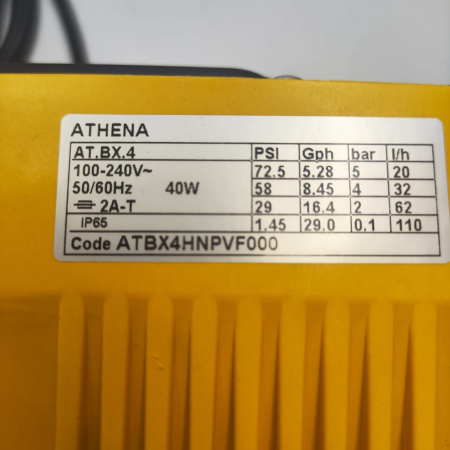 ATHENA
AT.BX.4 PSI Gph bar l/h
100-240V~ 72.5 5.28 5 20
50/60Hz 40W 58 8.45 4 32
2A-T 29 16.4 2 62
IP65 1.45 29.0 0.1 110
Code ATBX4HNPVF000